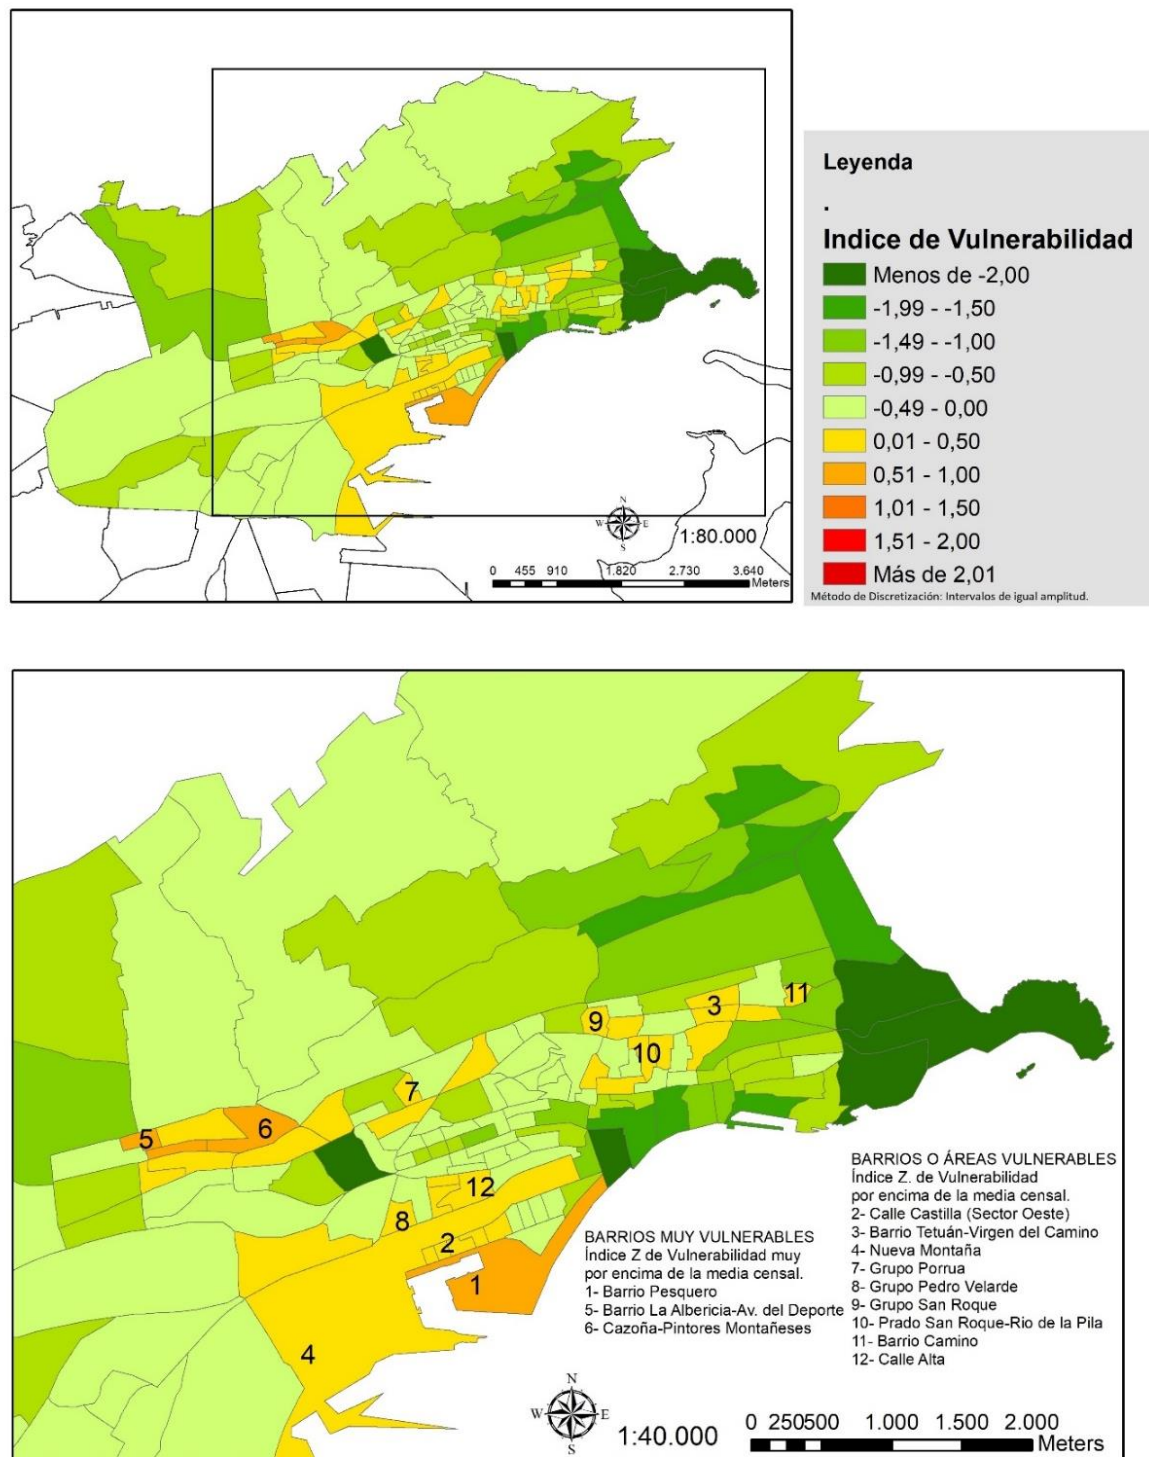 Leyenda
.
Indice de Vulnerabilidad
Menos de -2,00
-1,99 - -1,50
-1,49 - -1,00
-0,99 - -0,50
-0,49 - 0,00
0,01 - 0,50
0,51 - 1,00
1,01 - 1,50
1,51 - 2,00
Más de 2,01
Método de Discretización: Intervalos de igual amplitud.
N
W E
S
1:80.000
0 455 910 1.820 2.730 3.640
Meters
11
3
9
10
7
6
5
12
8
2
1
4
BARRIOS MUY VULNERABLES
Índice Z de Vulnerabilidad muy
por encima de la media censal.
1- Barrio Pesquero
5- Barrio La Albericia-Av. del Deporte
6- Cazoña-Pintores Montañeses
BARRIOS O ÁREAS VULNERABLES
Índice Z. de Vulnerabilidad
por encima de la media censal.
2- Calle Castilla (Sector Oeste)
3- Barrio Tetuán-Virgen del Camino
4- Nueva Montaña
7- Grupo Porrua
8- Grupo Pedro Velarde
9- Grupo San Roque
10- Prado San Roque-Rio de la Pila
11- Barrio Camino
12- Calle Alta
N
W E
S
1:40.000
0 250500 1.000 1.500 2.000
Meters